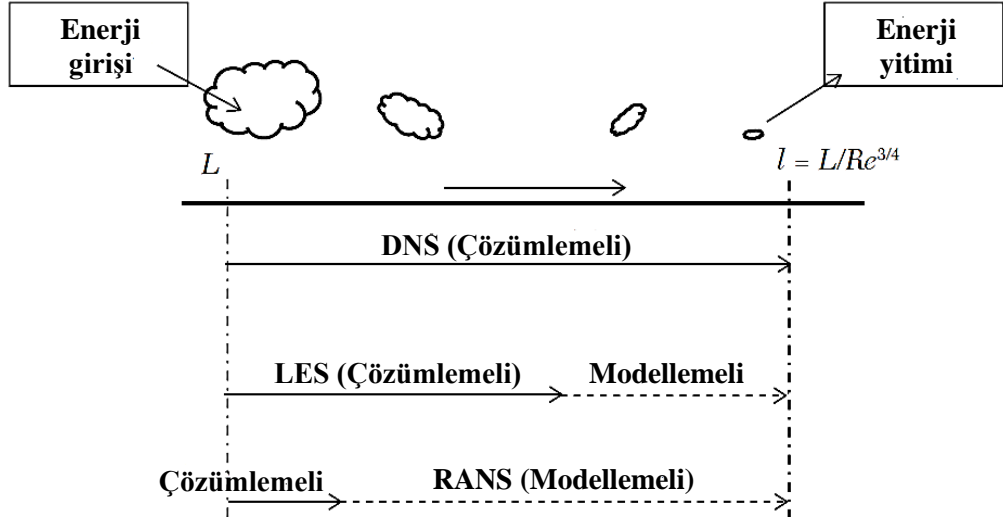 Enerji
girişi
Enerji
yitimi
L
l = L/Re^{3/4}
DNS (Çözümlemeli)
LES (Çözümlemeli) Modellemeli
Çözümlemeli RANS (Modellemeli)